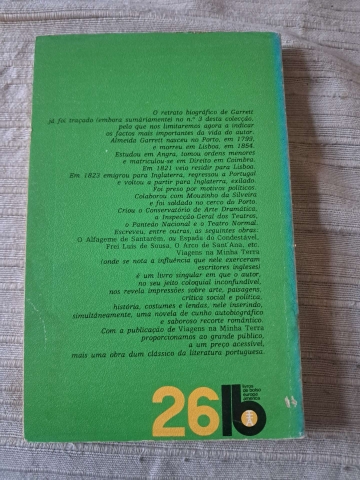 O retrato biográfico de Garrett
já foi traçado (embora sumàriamente) no n.º 3 desta colecção,
pelo que nos limitaremos agora a indicar
os factos mais importantes da vida do autor.
Almeida Garrett nasceu no Porto, em 1799,
e morreu em Lisboa, em 1854.
Estudou em Angra, tomou ordens menores
e matriculou-se em Direito em Coimbra.
Em 1821 veio residir para Lisboa.
Em 1823 emigrou para Inglaterra, regressou a Portugal
e voltou a partir para Inglaterra, exilado.
Foi preso por motivos políticos.
Colaborou com Mouzinho da Silveira
e foi soldado no cerco do Porto.
Criou o Conservatório de Arte Dramática,
a Inspecção-Geral dos Teatros,
o Panteão Nacional e o Teatro Normal.
Escreveu, entre outras, as seguintes obras:
O Alfageme de Santarém, ou Espada do Condestável,
Frei Luís de Sousa, O Arco de Sant'Ana, etc.
Viagens na Minha Terra
(onde se nota a influência que nele exerceram
escritores ingleses)
é um livro singular em que o autor,
no seu jeito coloquial inconfundível,
nos revela impressões sobre arte, paisagens,
crítica social e política,
história, costumes e lendas, nele inserindo,
simultâneamente, uma novela de cunho autobiográfico
e saboroso recorte romântico.
Com a publicação de Viagens na Minha Terra
proporcionamos ao grande público,
a um preço acessível,
mais uma obra dum clássico da literatura portuguesa.
26 lb
livros
de bolso
europa
américa